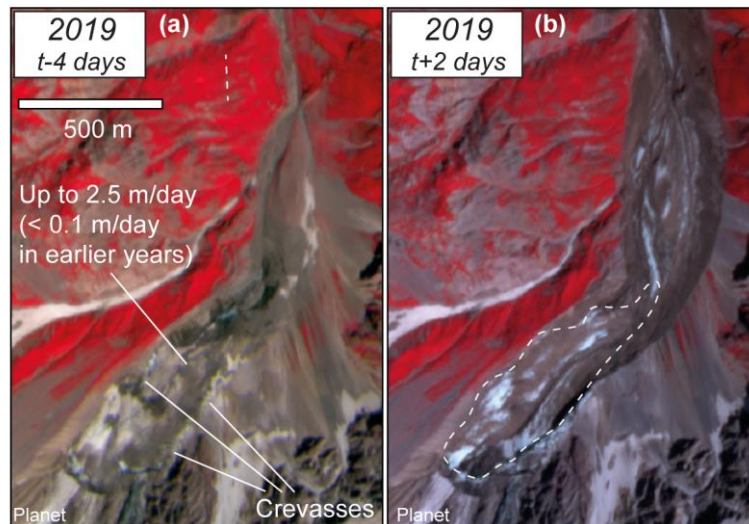 2019
t-4 days
(a)
500 m
Up to 2.5 m/day
(< 0.1 m/day
in earlier years)
Crevasses
Planet
2019
t+2 days
(b)
Planet